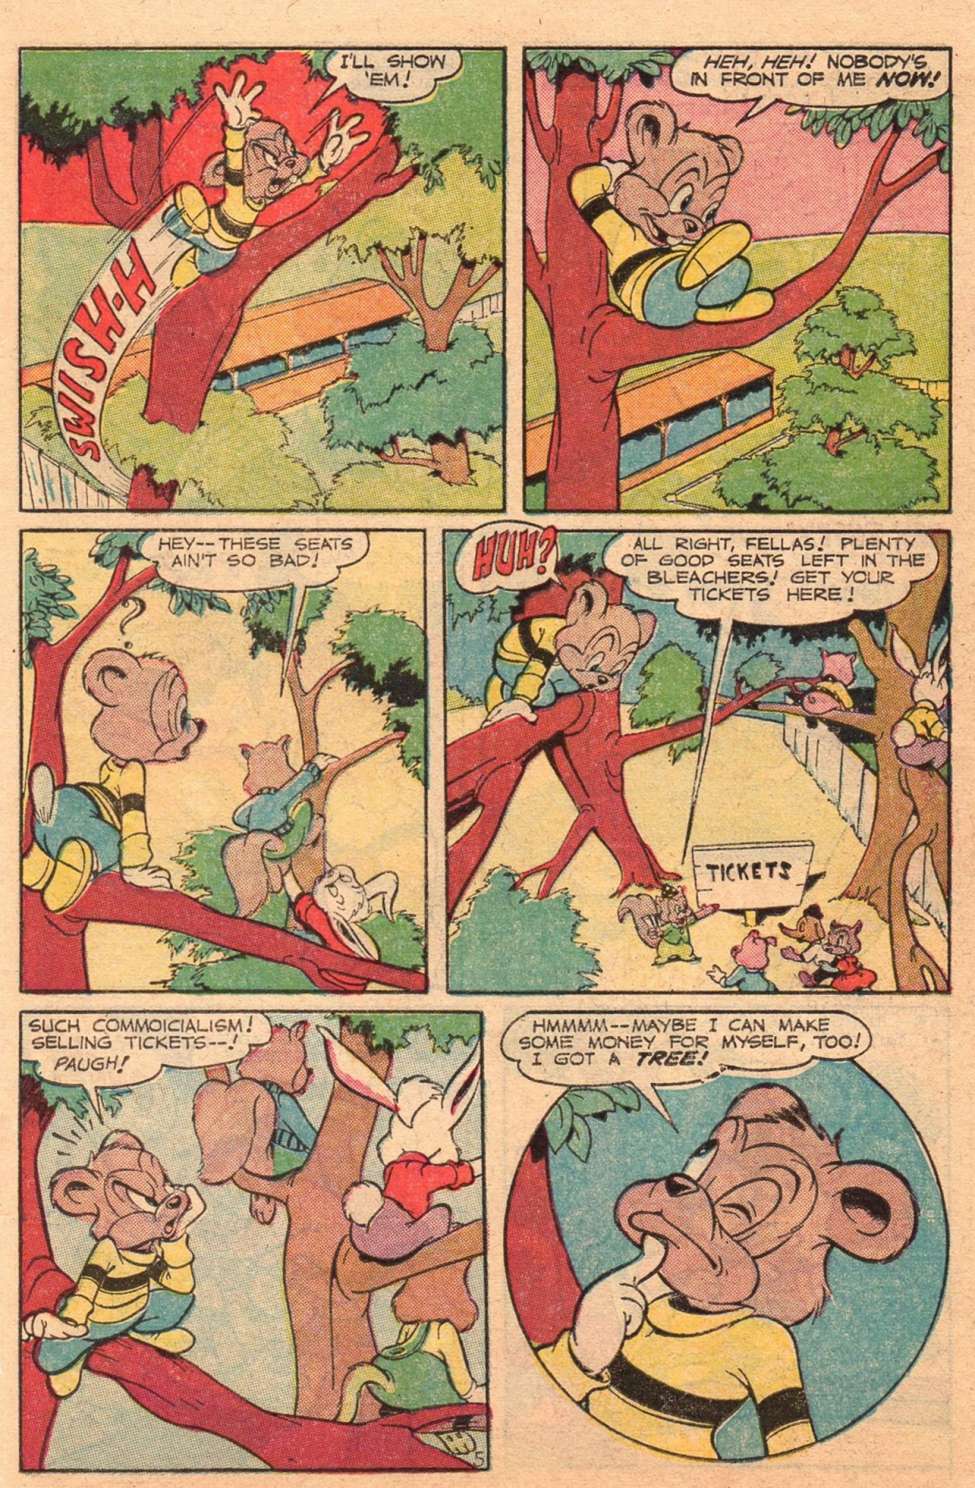 I'LL SHOW
'EM!
SWISH-H
HEH, HEH! NOBODY'S
IN FRONT OF ME NOW!
HEY--THESE SEATS
AIN'T SO BAD!
?
HUH?
ALL RIGHT, FELLAS! PLENTY
OF GOOD SEATS LEFT IN THE
BLEACHERS! GET YOUR
TICKETS HERE!
TICKETS
SUCH COMMOICIALISM!
SELLING TICKETS--!
PAUGH!
5
HMMMM--MAYBE I CAN MAKE
SOME MONEY FOR MYSELF, TOO!
I GOT A TREE!